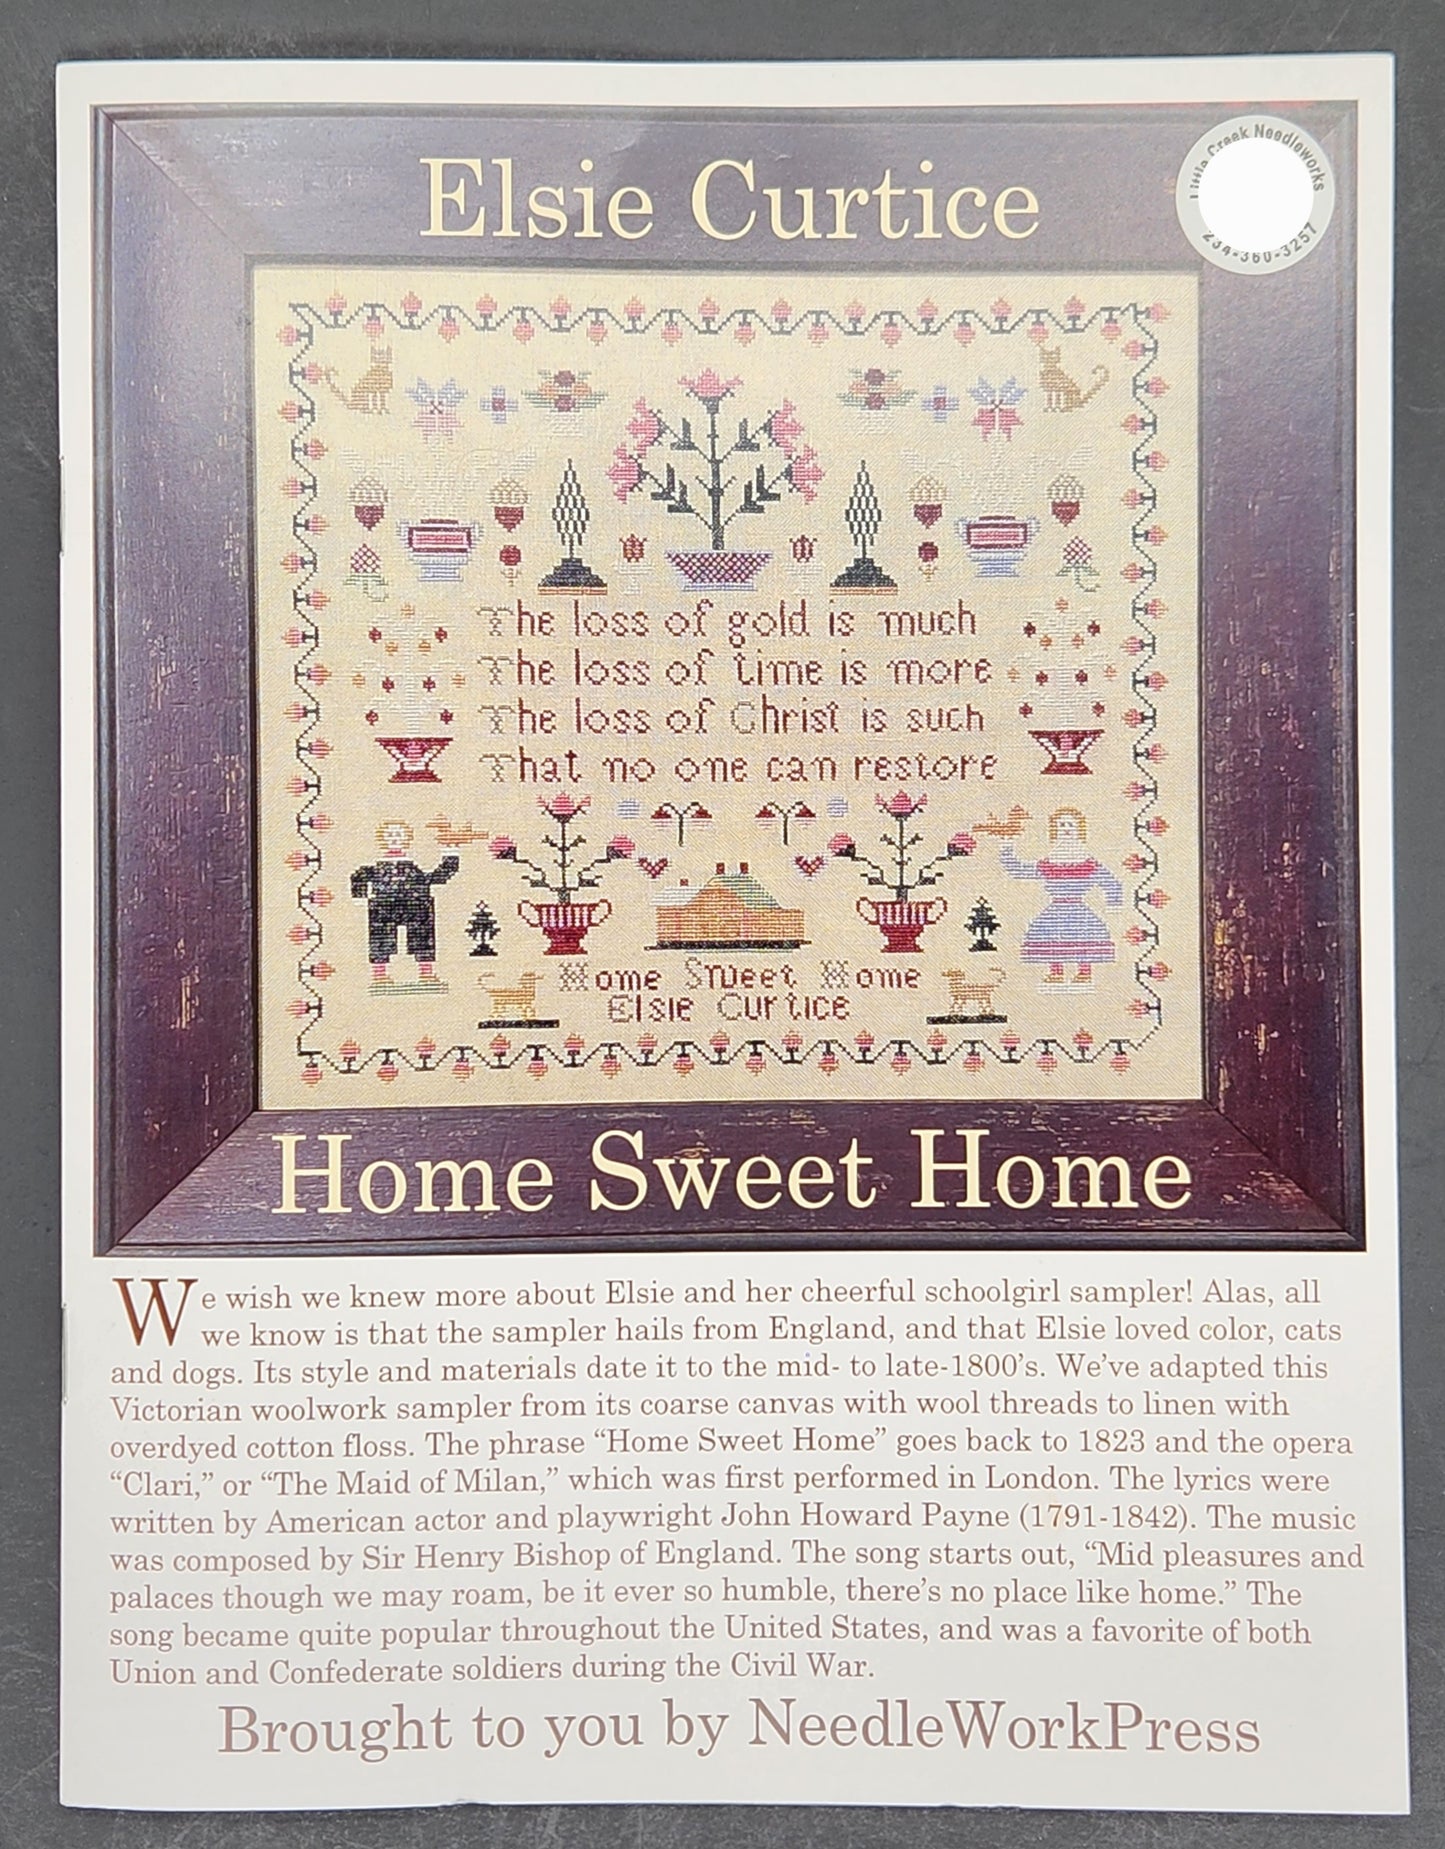 Elsie Curtice
Little Creek Needleworks
234-360-3257
The loss of gold is much
The loss of time is more
The loss of Christ is such
That no one can restore
Home Sweet Home
Elsie Curtice
Home Sweet Home
We wish we knew more about Elsie and her cheerful schoolgirl sampler! Alas, all
we know is that the sampler hails from England, and that Elsie loved color, cats
and dogs. Its style and materials date it to the mid- to late-1800's. We've adapted this
Victorian woolwork sampler from its coarse canvas with wool threads to linen with
overdyed cotton floss. The phrase “Home Sweet Home” goes back to 1823 and the opera
“Clari,” or “The Maid of Milan,” which was first performed in London. The lyrics were
written by American actor and playwright John Howard Payne (1791-1842). The music
was composed by Sir Henry Bishop of England. The song starts out, “Mid pleasures and
palaces though we may roam, be it ever so humble, there's no place like home.” The
song became quite popular throughout the United States, and was a favorite of both
Union and Confederate soldiers during the Civil War.
Brought to you by NeedleWorkPress